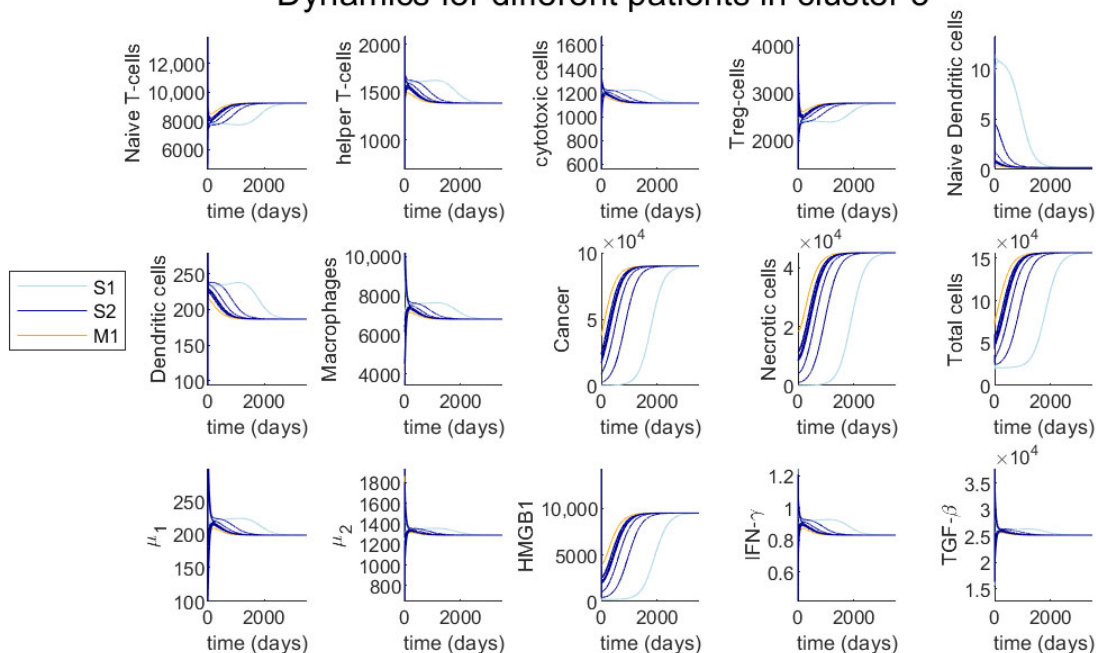 Dynamics for different patients in cluster
Naive T-cells
12,000
10,000
8000
6000
0 2000
time (days)
helper T-cells
2000
1500
1000
0 2000
time (days)
cytotoxic cells
1600
1400
1200
1000
800
600
0 2000
time (days)
Treg-cells
4000
3000
2000
0 2000
time (days)
Naive Dendritic cells
10
5
0
0 2000
time (days)
S1
S2
M1
Dendritic cells
250
200
150
100
0 2000
time (days)
Macrophages
10,000
8000
6000
4000
0 2000
time (days)
Cancer
×10⁴
10
5
0
0 2000
time (days)
Necrotic cells
×10⁴
4
2
0
0 2000
time (days)
Total cells
×10⁴
15
10
5
0
0 2000
time (days)
μ₁
250
200
150
100
0 2000
time (days)
μ₂
1800
1600
1400
1200
1000
800
0 2000
time (days)
HMGB1
10,000
5000
0
0 2000
time (days)
IFN-γ
1.2
1
0.8
0.6
0 2000
time (days)
TGF-β
×10⁴
3.5
3
2.5
2
1.5
0 2000
time (days)